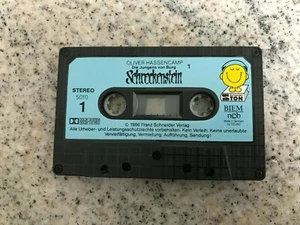 OLIVER HASSENCAMP
Die Jungens von Burg 1
Schreckenstein
STEREO
5010
1
TON
BIEM
ncb
℗ 1986 Franz Schneider Verlag
Alle Urheber- und Leistungsschutzrechte vorbehalten. Kein Verleih. Keine unerlaubte
Vervielfältigung, Vermietung, Aufführung, Sendung!